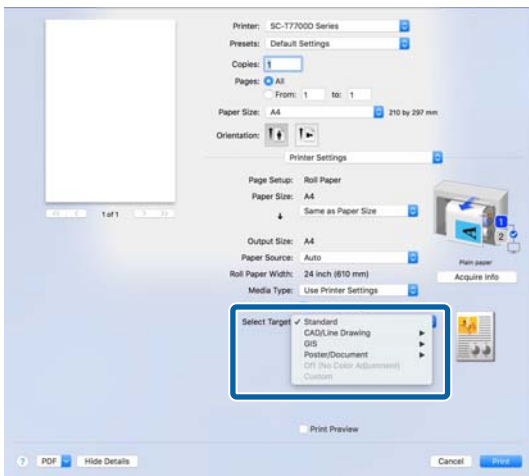 Printer: SC-T7700D Series
Presets: Default Settings
Copies: 1
Pages: All
From: 1 to: 1
Paper Size: A4 210 by 297 mm
Orientation:
Printer Settings
Page Setup: Roll Paper
Paper Size: A4
Same as Paper Size
1 of 1
Output Size: A4
Paper Source: Auto
Roll Paper Width: 24 inch (610 mm)
Media Type: Use Printer Settings
1
2
Plain paper
Acquire Info
Select Target ✓ Standard
CAD/Line Drawing
GIS
Poster/Document
Off (No Color Adjustment)
Custom
Print Preview
? PDF Hide Details Cancel Print